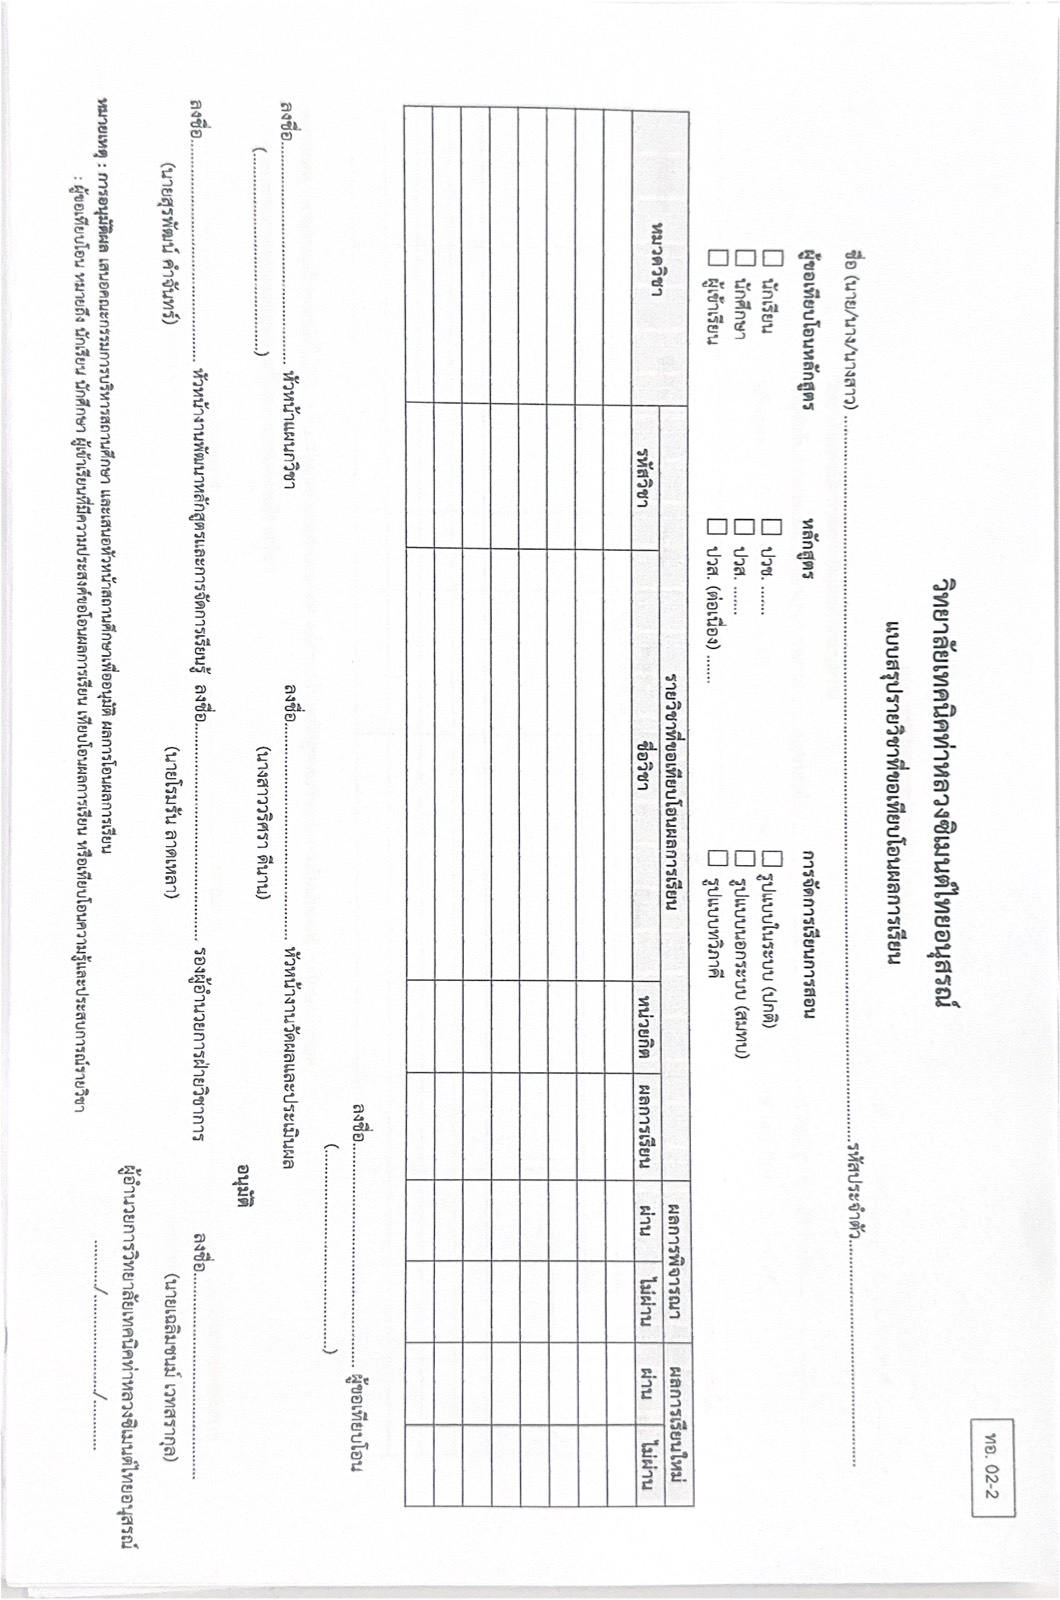 ทอ. 02-2
วิทยาลัยเทคนิคท่าหลวงซิเมนต์ไทยอนุสรณ์
แบบสรุปรายวิชาที่ขอเทียบโอนผลการเรียน
ชื่อ (นาย/นาง/นางสาว) ............................................................รหัสประจำตัว..............................
ผู้ขอเทียบโอนหลักสูตร หลักสูตร การจัดการเรียนการสอน
☐ นักเรียน ☐ ปวช. ....... ☐ รูปแบบในระบบ (ปกติ)
☐ นักศึกษา ☐ ปวส. ....... ☐ รูปแบบนอกระบบ (สมทบ)
☐ ผู้เข้าเรียน ☐ ปวส. (ต่อเนื่อง) ...... ☐ รูปแบบทวิภาคี
หมวดวิชา รายวิชาที่ขอเทียบโอนผลการเรียน ผลการพิจารณา ผลการเรียนใหม่
รหัสวิชา ชื่อวิชา หน่วยกิต ผลการเรียน ผ่าน ไม่ผ่าน ผ่าน ไม่ผ่าน
ลงชื่อ........................................ ผู้ขอเทียบโอน
(........................................)
ลงชื่อ........................................ หัวหน้าแผนกวิชา ลงชื่อ........................................ หัวหน้างานวัดผลและประเมินผล
(........................................) (นางสาววริศรา ดีนาน)
อนุมัติ
ลงชื่อ........................................ หัวหน้างานพัฒนาหลักสูตรและการจัดการเรียนรู้ ลงชื่อ........................................ รองผู้อำนวยการฝ่ายวิชาการ ลงชื่อ........................................
(นายสุรพัฒน์ คำจันทร์) (นายโรมรัน ลาดเหลา) (นายเฉลิมชนม์ เวทสรากุล)
ผู้อำนวยการวิทยาลัยเทคนิคท่าหลวงซิเมนต์ไทยอนุสรณ์
........./................../.........
หมายเหตุ : การอนุมัติผล เสนอคณะกรรมการบริหารสถานศึกษา และเสนอหัวหน้าสถานศึกษาเพื่ออนุมัติ ผลการโอนผลการเรียน
: ผู้ขอเทียบโอน หมายถึง นักเรียน นักศึกษา ผู้เข้าเรียนที่มีความประสงค์ขอโอนผลการเรียน เทียบโอนผลการเรียน หรือเทียบโอนความรู้และประสบการณ์รายวิชา